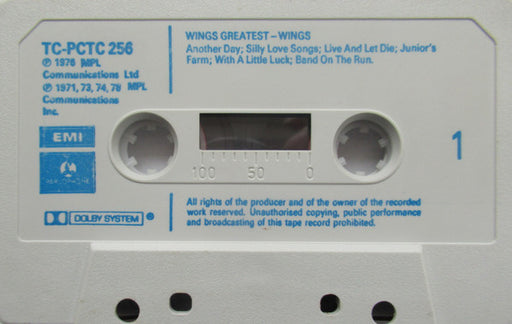 TC-PCTC 256
℗ 1976 MPL
Communications Ltd
℗ 1971, 73, 74, 78 MPL
Communications
Inc.
EMI
PARLOPHONE
DOLBY SYSTEM ®
WINGS GREATEST – WINGS
Another Day; Silly Love Songs; Live And Let Die; Junior's
Farm; With A Little Luck; Band On The Run.
100 50 0
1
All rights of the producer and of the owner of the recorded
work reserved. Unauthorised copying, public performance
and broadcasting of this tape record prohibited.